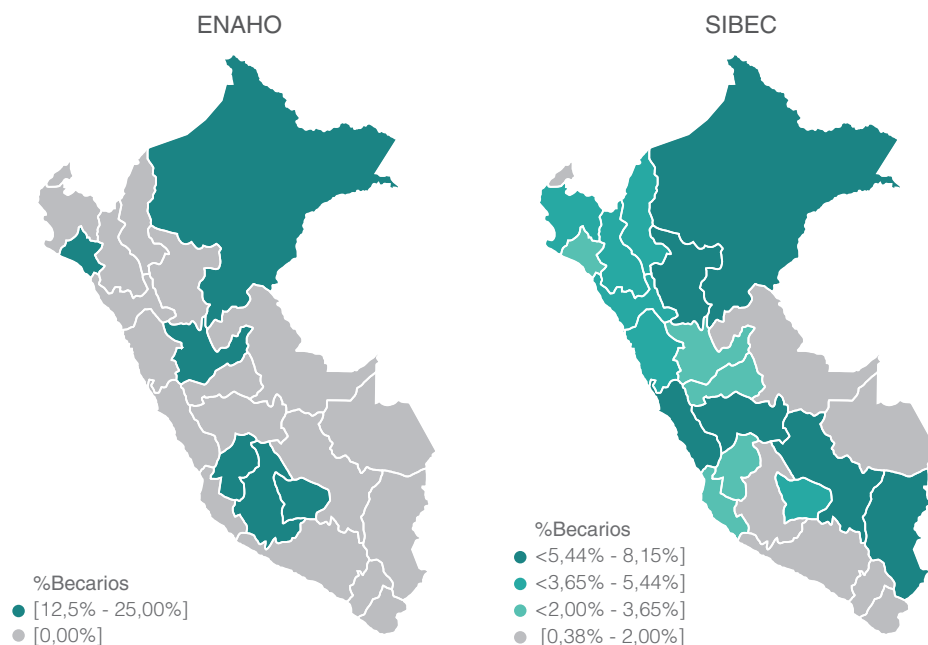 ENAHO
%Becarios
[12,5% - 25,00%]
[0,00%]
SIBEC
%Becarios
<5,44% - 8,15%]
<3,65% - 5,44%]
<2,00% - 3,65%]
[0,38% - 2,00%]